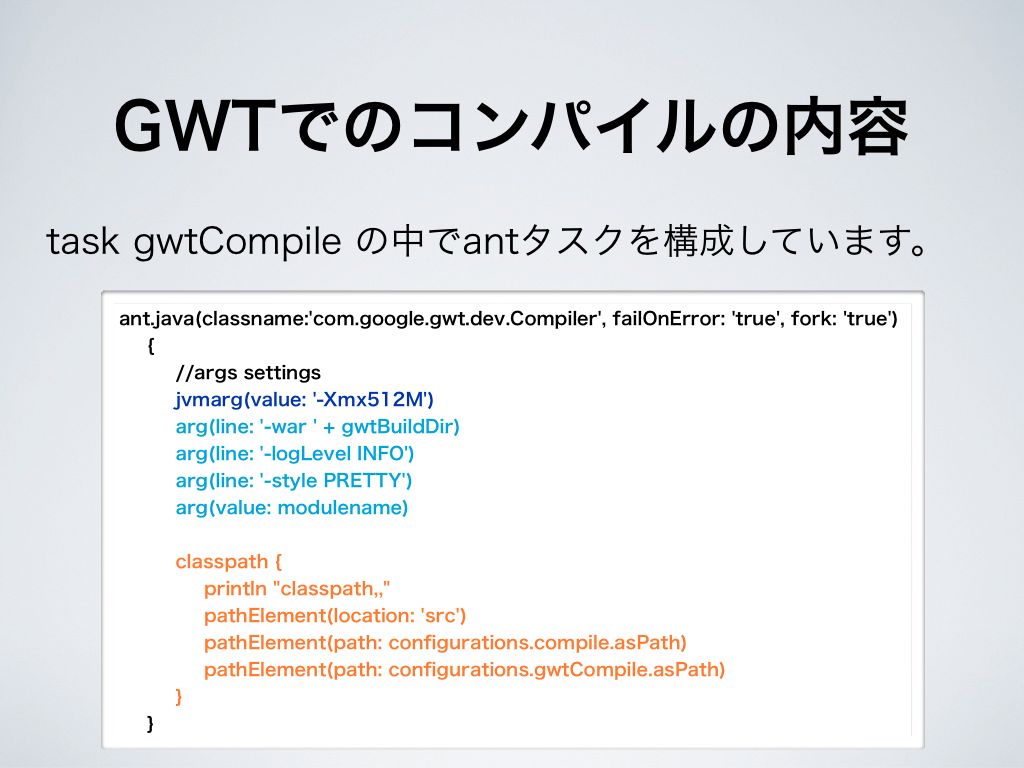 GWTでのコンパイルの内容
task gwtCompile の中でantタスクを構成しています。
ant.java(classname:'com.google.gwt.dev.Compiler', failOnError: 'true', fork: 'true')
{
//args settings
jvmarg(value: '-Xmx512M')
arg(line: '-war ' + gwtBuildDir)
arg(line: '-logLevel INFO')
arg(line: '-style PRETTY')
arg(value: modulename)
classpath {
println "classpath,,"
pathElement(location: 'src')
pathElement(path: configurations.compile.asPath)
pathElement(path: configurations.gwtCompile.asPath)
}
}